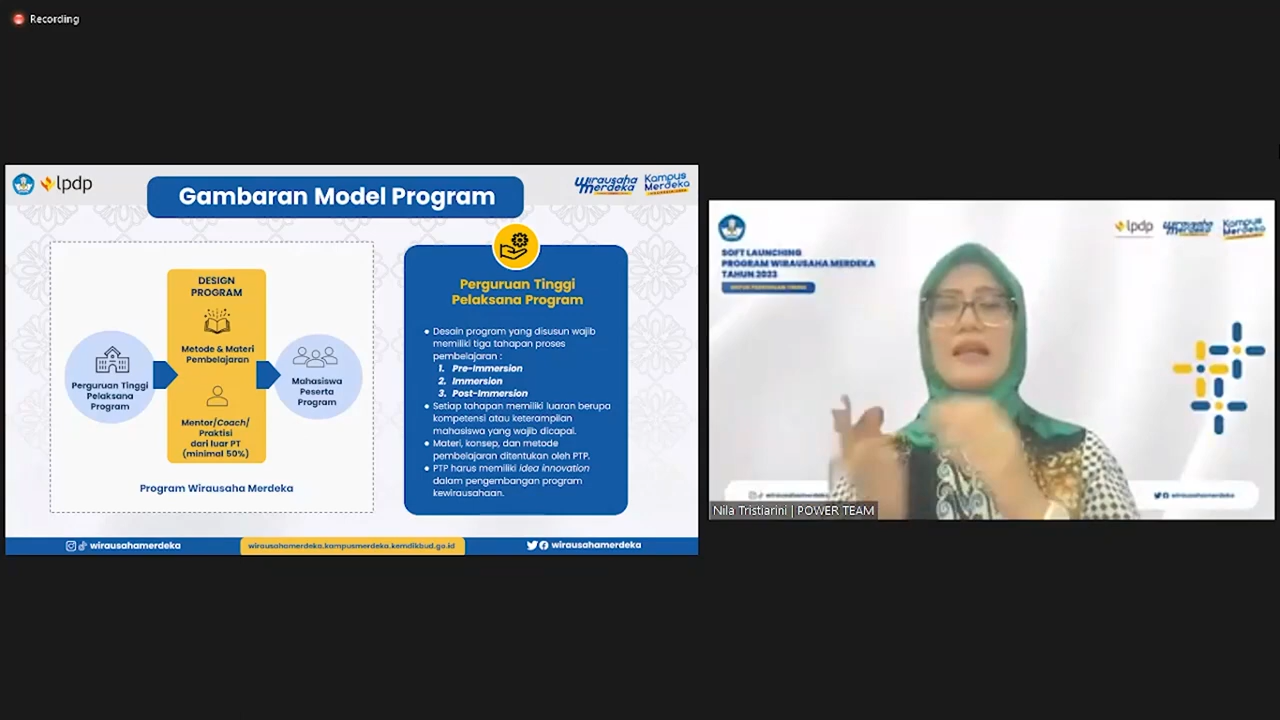 Recording
lpdp
Gambaran Model Program
Wirausaha
Merdeka
Kampus
Merdeka
DESIGN
PROGRAM
Metode & Materi
Pembelajaran
Perguruan Tinggi
Pelaksana
Program
Mahasiswa
Peserta
Program
Mentor/Coach/
Praktisi
dari luar PT
(minimal 50%)
Program Wirausaha Merdeka
Perguruan Tinggi
Pelaksana Program
• Desain program yang disusun wajib
memiliki tiga tahapan proses
pembelajaran :
1. Pre-Immersion
2. Immersion
3. Post-Immersion
• Setiap tahapan memiliki luaran berupa
kompetensi atau keterampilan
mahasiswa yang wajib dicapai.
• Materi, konsep, dan metode
pembelajaran ditentukan oleh PTP.
• PTP harus memiliki idea innovation
dalam pengembangan program
kewirausahaan.
wirausahamerdeka
wirausahamerdeka.kampusmerdeka.kemdikbud.go.id
wirausahamerdeka
lpdp
Wirausaha
Merdeka
Kampus
Merdeka
SOFT LAUNCHING
PROGRAM WIRAUSAHA MERDEKA
TAHUN 2023
wirausahamerdeka
Nila Tristiarini | POWER TEAM